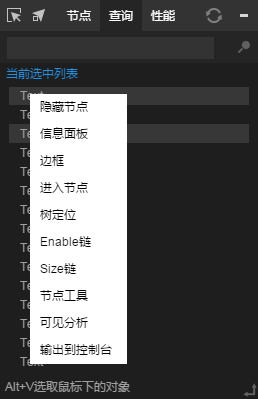 节点 查询 性能
当前选中列表
Text
隐藏节点
信息面板
边框
进入节点
树定位
Enable链
Size链
节点工具
可见分析
输出到控制台
Text
Alt+V选取鼠标下的对象